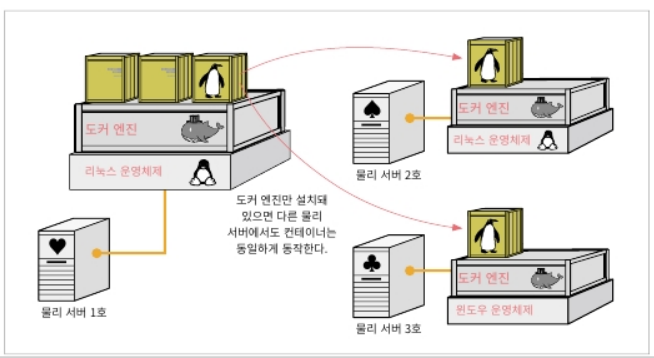 도커 엔진
리눅스 운영체제
물리 서버 1호
도커 엔진만 설치돼
있으면 다른 물리
서버에서도 컨테이너는
동일하게 동작한다.
도커 엔진
리눅스 운영체제
물리 서버 2호
도커 엔진
윈도우 운영체제
물리 서버 3호